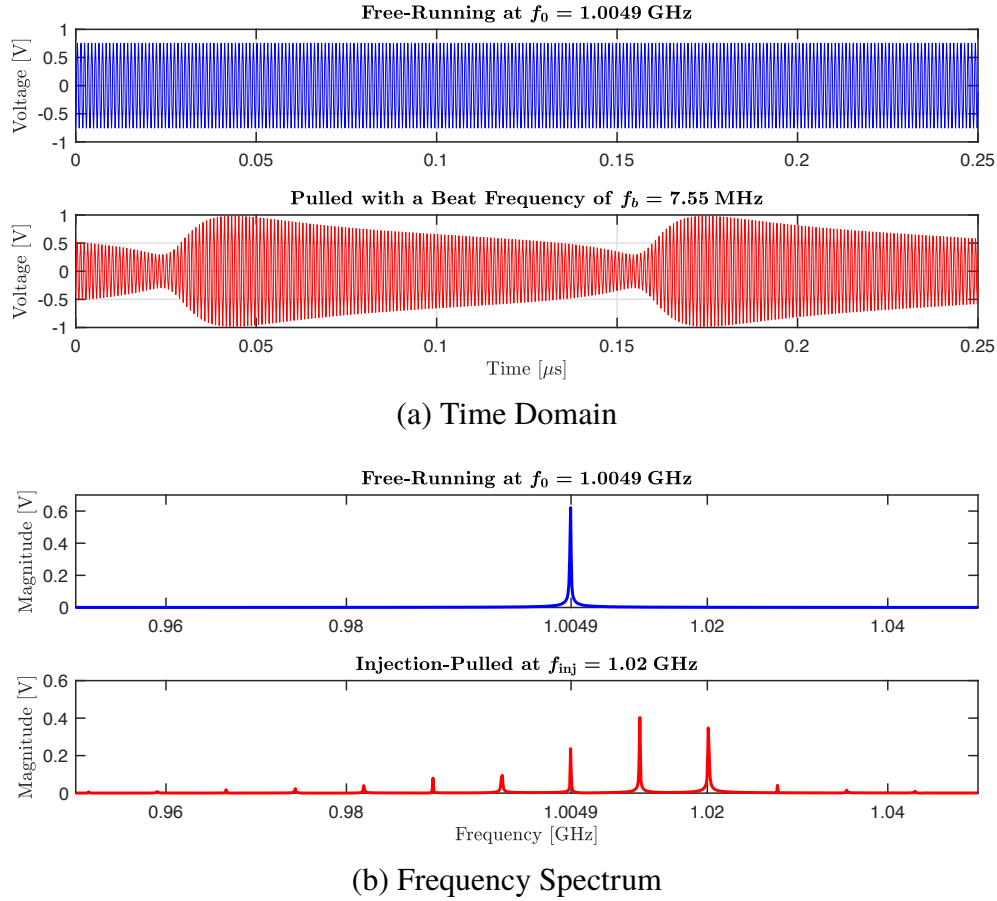 Free-Running at f₀ = 1.0049 GHz
Voltage [V]
1
0.5
0
-0.5
-1
0 0.05 0.1 0.15 0.2 0.25
Pulled with a Beat Frequency of f_b = 7.55 MHz
Voltage [V]
1
0.5
0
-0.5
-1
0 0.05 0.1 0.15 0.2 0.25
Time [μs]
(a) Time Domain
Free-Running at f₀ = 1.0049 GHz
Magnitude [V]
0.6
0.4
0.2
0
0.96 0.98 1.0049 1.02 1.04
Injection-Pulled at f_inj = 1.02 GHz
Magnitude [V]
0.6
0.4
0.2
0
0.96 0.98 1.0049 1.02 1.04
Frequency [GHz]
(b) Frequency Spectrum